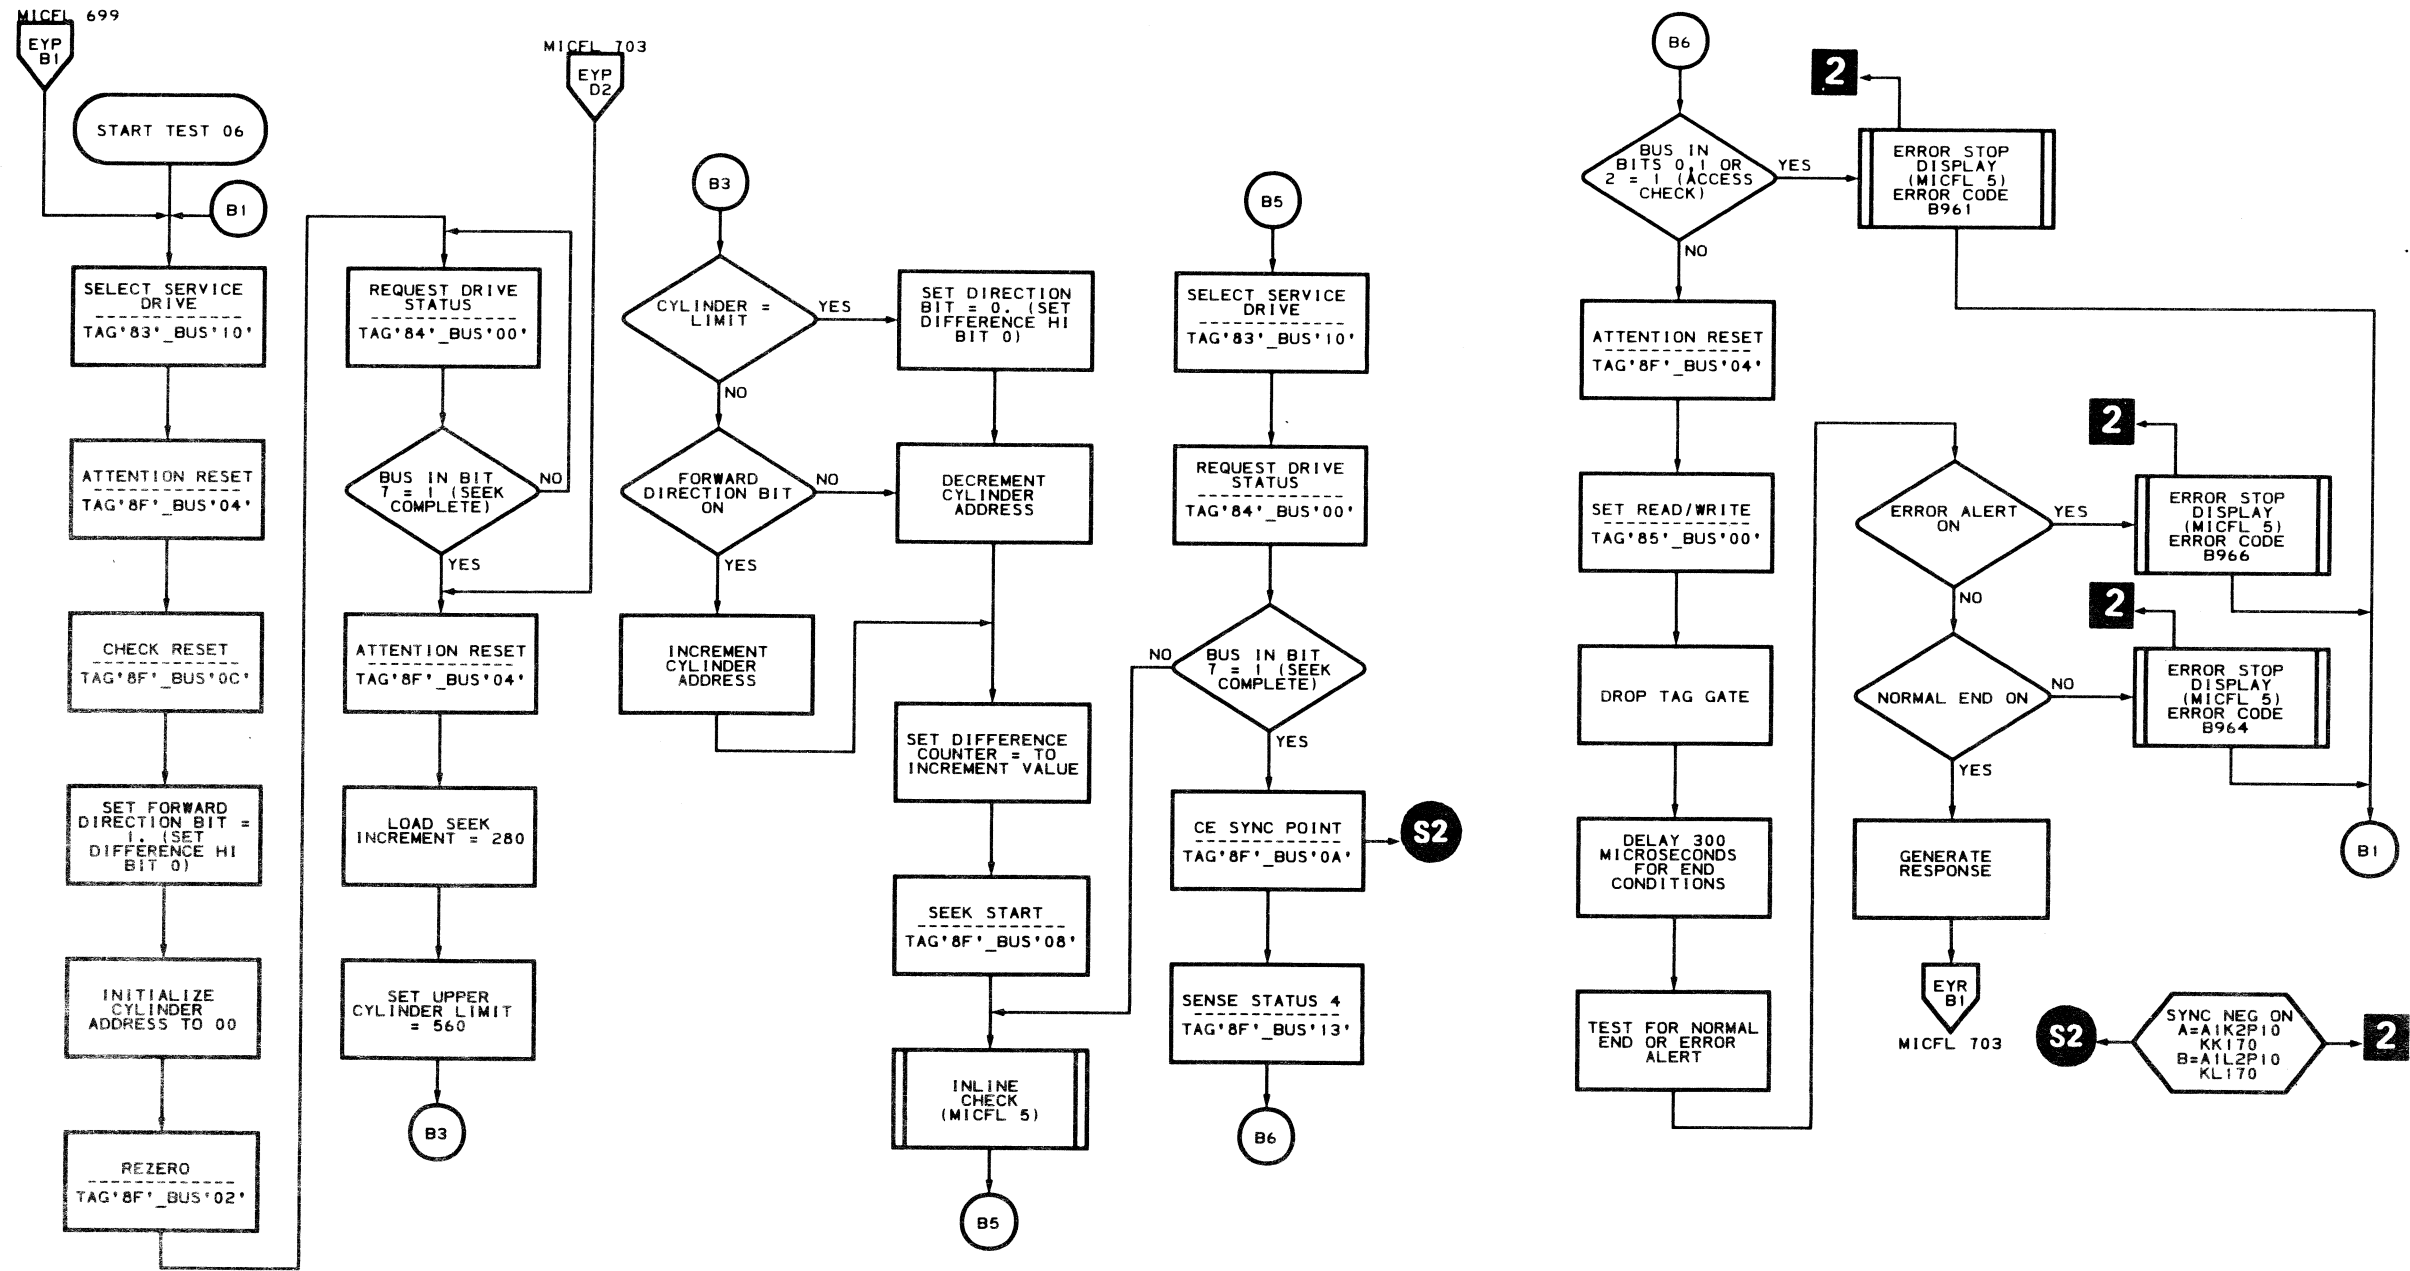 MICFL 699
EYP
B1
START TEST 06
B1
SELECT SERVICE
DRIVE
TAG'83'_BUS'10'
ATTENTION RESET
TAG'8F'_BUS'04'
CHECK RESET
TAG'8F'_BUS'0C'
SET FORWARD
DIRECTION BIT =
1. (SET
DIFFERENCE HI
BIT 0)
INITIALIZE
CYLINDER
ADDRESS TO 00
REZERO
TAG'8F'_BUS'02'
MICFL 703
EYP
D2
REQUEST DRIVE
STATUS
TAG'84'_BUS'00'
BUS IN BIT
7 = 1 (SEEK
COMPLETE)
NO
YES
ATTENTION RESET
TAG'8F'_BUS'04'
LOAD SEEK
INCREMENT = 280
SET UPPER
CYLINDER LIMIT
= 560
B3
B3
CYLINDER =
LIMIT
YES
NO
FORWARD
DIRECTION BIT
ON
NO
YES
INCREMENT
CYLINDER
ADDRESS
SET DIRECTION
BIT = 0. (SET
DIFFERENCE HI
BIT 0)
DECREMENT
CYLINDER
ADDRESS
SET DIFFERENCE
COUNTER = TO
INCREMENT VALUE
SEEK START
TAG'8F'_BUS'08'
INLINE
CHECK
(MICFL 5)
B5
B5
SELECT SERVICE
DRIVE
TAG'83'_BUS'10'
REQUEST DRIVE
STATUS
TAG'84'_BUS'00'
BUS IN BIT
7 = 1 (SEEK
COMPLETE)
NO
YES
CE SYNC POINT
TAG'8F'_BUS'0A'
S2
SENSE STATUS 4
TAG'8F'_BUS'13'
B6
B6
BUS IN
BITS 0,1 OR
2 = 1 (ACCESS
CHECK)
YES
NO
2
ERROR STOP
DISPLAY
(MICFL 5)
ERROR CODE
B961
ATTENTION RESET
TAG'8F'_BUS'04'
SET READ/WRITE
TAG'85'_BUS'00'
DROP TAG GATE
DELAY 300
MICROSECONDS
FOR END
CONDITIONS
TEST FOR NORMAL
END OR ERROR
ALERT
ERROR ALERT
ON
YES
NO
2
ERROR STOP
DISPLAY
(MICFL 5)
ERROR CODE
B966
NORMAL END ON
NO
YES
2
ERROR STOP
DISPLAY
(MICFL 5)
ERROR CODE
B964
B1
GENERATE
RESPONSE
EYR
B1
MICFL 703
S2
SYNC NEG ON
A=A1K2P10
KK170
B=A1L2P10
KL170
2